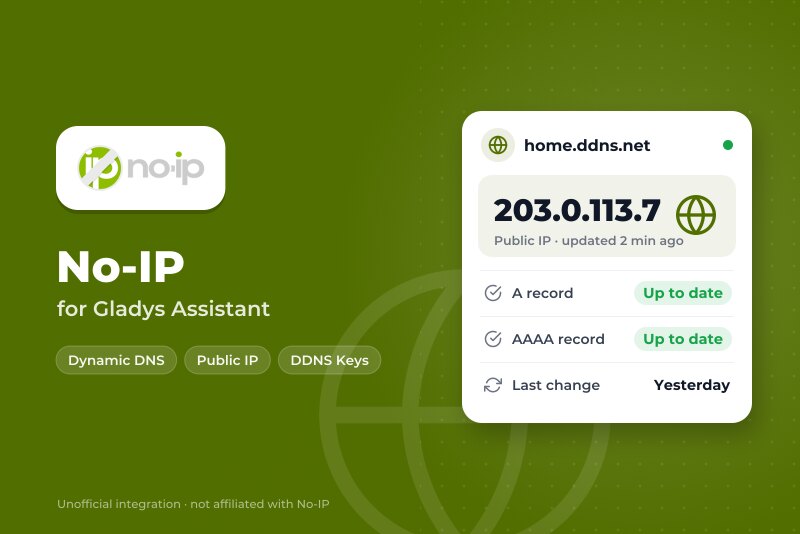 ip no-ip
No-IP
for Gladys Assistant
Dynamic DNS
Public IP
DDNS Keys
Unofficial integration · not affiliated with No-IP
home.ddns.net
203.0.113.7
Public IP · updated 2 min ago
A record
Up to date
AAAA record
Up to date
Last change
Yesterday